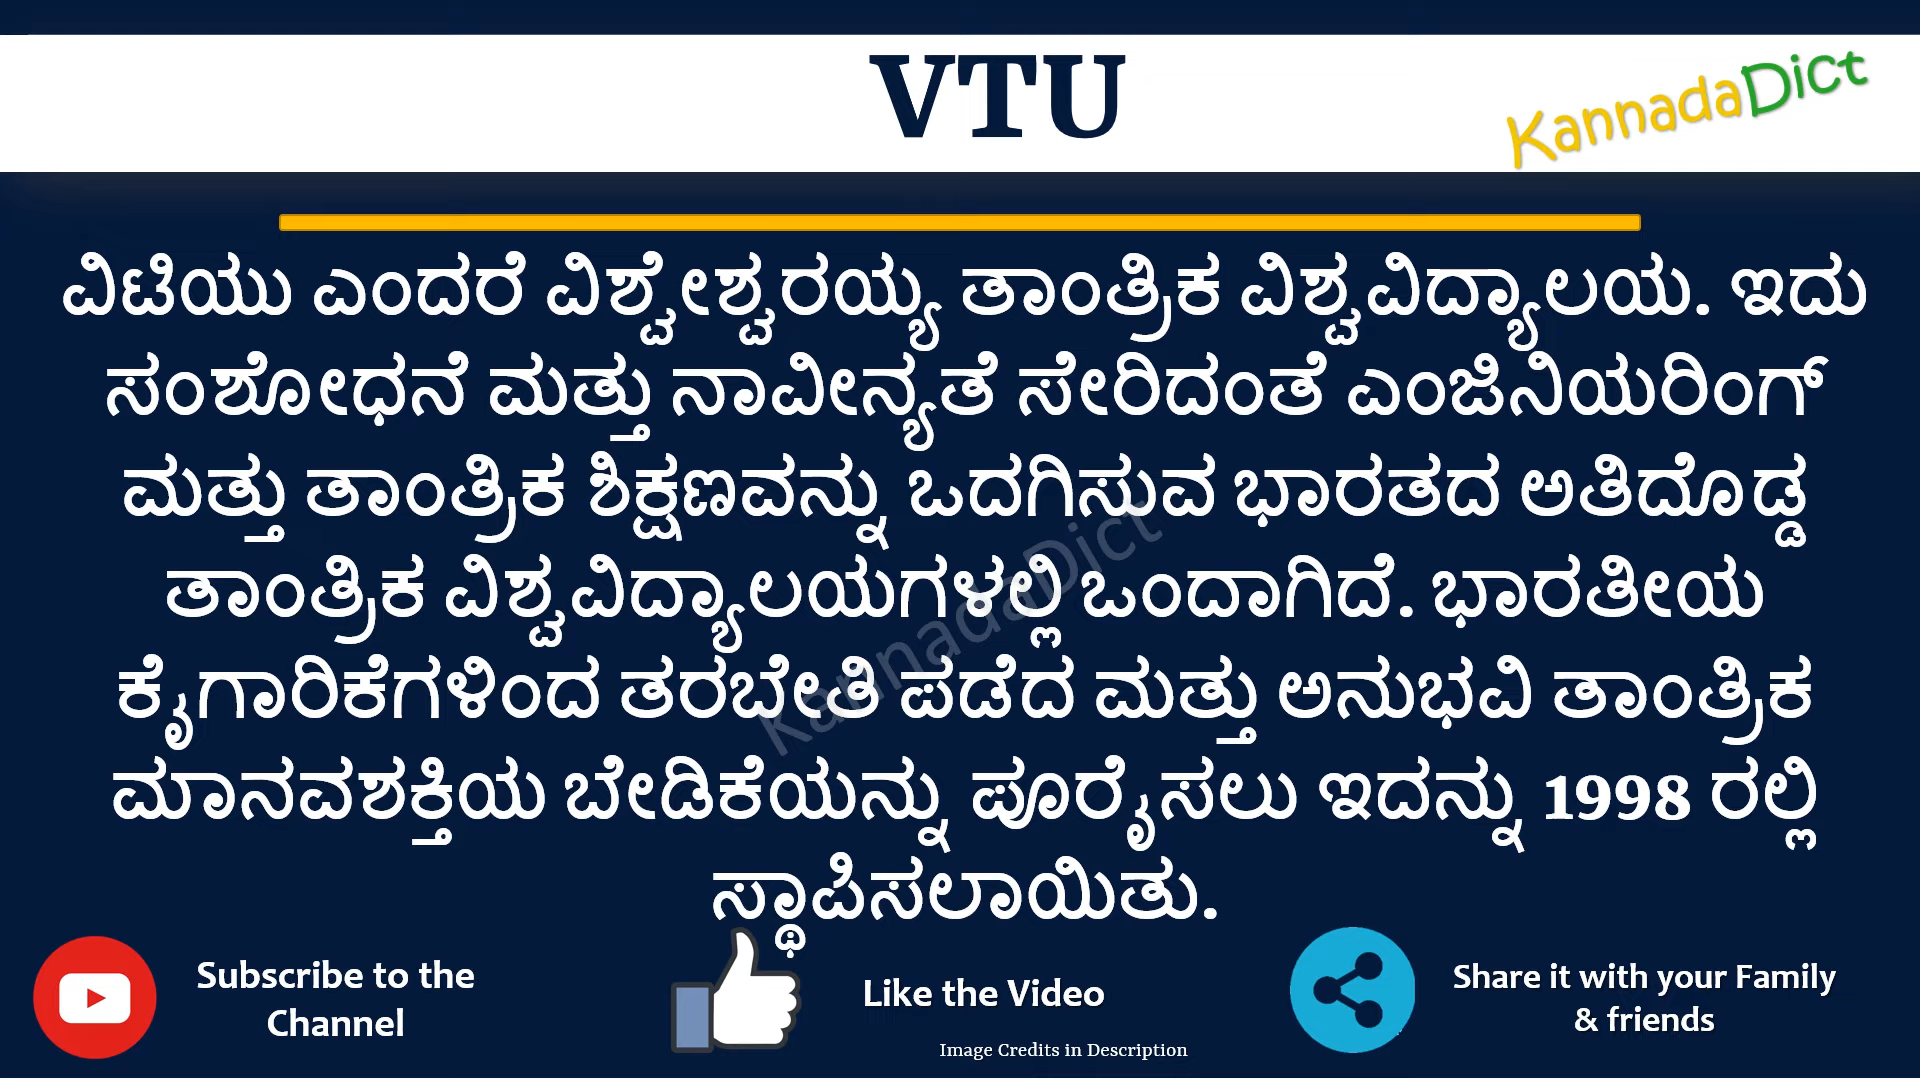 VTU
KannadaDict
ವಿಟಿಯು ಎಂದರೆ ವಿಶ್ವೇಶ್ವರಯ್ಯ ತಾಂತ್ರಿಕ ವಿಶ್ವವಿದ್ಯಾಲಯ. ಇದು
ಸಂಶೋಧನೆ ಮತ್ತು ನಾವೀನ್ಯತೆ ಸೇರಿದಂತೆ ಎಂಜಿನಿಯರಿಂಗ್
ಮತ್ತು ತಾಂತ್ರಿಕ ಶಿಕ್ಷಣವನ್ನು ಒದಗಿಸುವ ಭಾರತದ ಅತಿದೊಡ್ಡ
ತಾಂತ್ರಿಕ ವಿಶ್ವವಿದ್ಯಾಲಯಗಳಲ್ಲಿ ಒಂದಾಗಿದೆ. ಭಾರತೀಯ
ಕೈಗಾರಿಕೆಗಳಿಂದ ತರಬೇತಿ ಪಡೆದ ಮತ್ತು ಅನುಭವಿ ತಾಂತ್ರಿಕ
ಮಾನವಶಕ್ತಿಯ ಬೇಡಿಕೆಯನ್ನು ಪೂರೈಸಲು ಇದನ್ನು 1998 ರಲ್ಲಿ
ಸ್ಥಾಪಿಸಲಾಯಿತು.
KannadaDict
Subscribe to the
Channel
Like the Video
Share it with your Family
& friends
Image Credits in Description